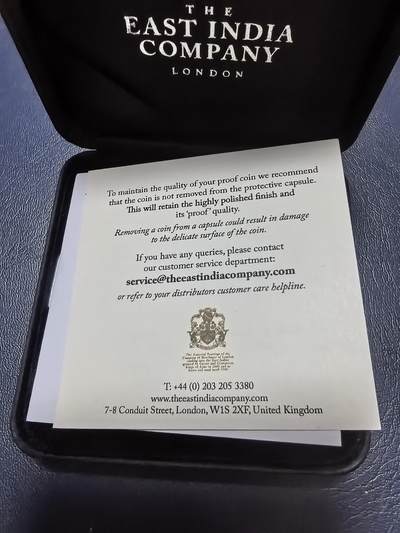 THE
EAST INDIA
COMPANY
LONDON
To maintain the quality of your proof coin we recommend
that the coin is not removed from the protective capsule.
This will retain the highly polished finish and
its 'proof' quality.
Removing a coin from a capsule could result in damage
to the delicate surface of the coin.
If you have any queries, please contact
our customer service department:
service@theeastindiacompany.com
or refer to your distributors customer care helpline.
T: +44 (0) 203 205 3380
www.theeastindiacompany.com
7-8 Conduit Street, London, W1S 2XF, United Kingdom